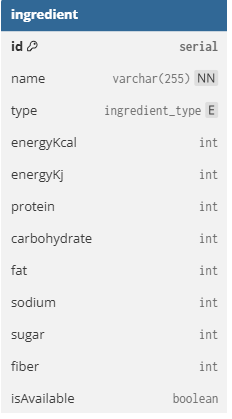 ingredient
id serial
name varchar(255) NN
type ingredient_type E
energyKcal int
energyKj int
protein int
carbohydrate int
fat int
sodium int
sugar int
fiber int
isAvailable boolean